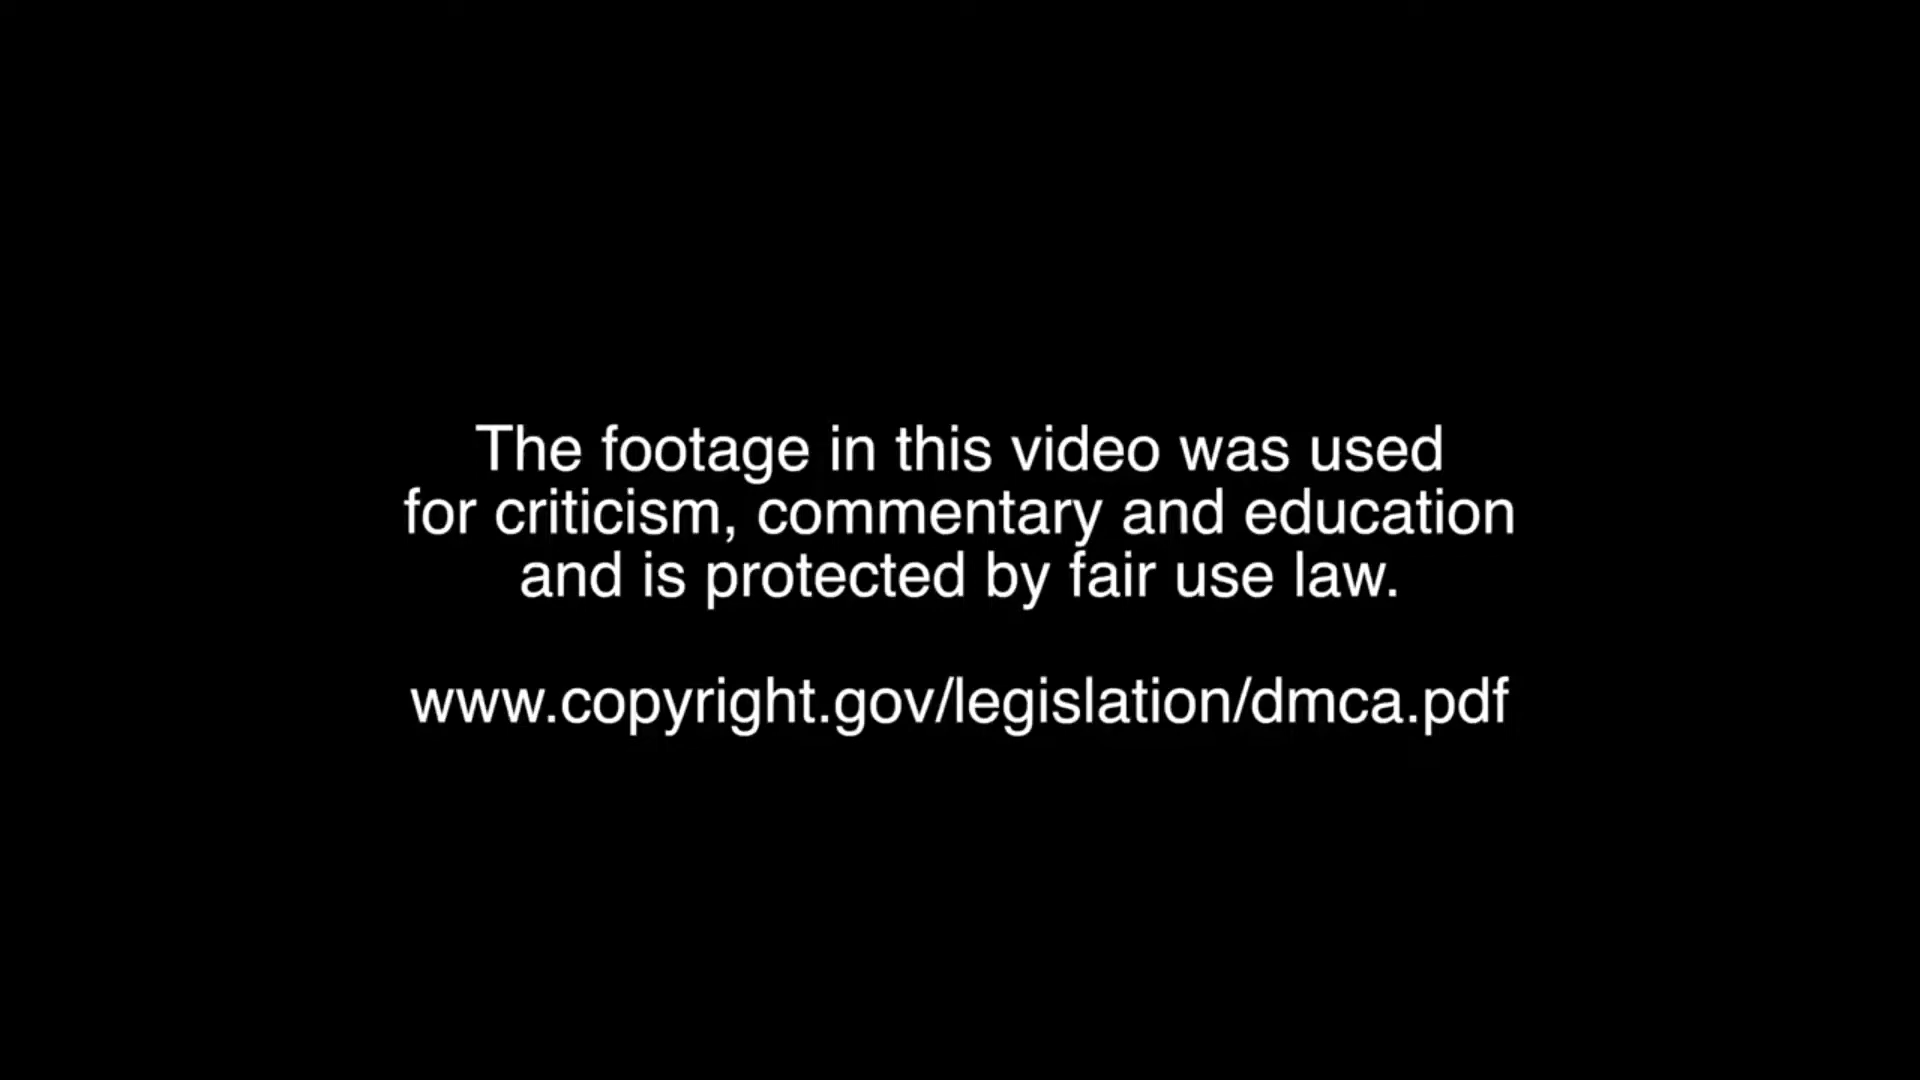 The footage in this video was used
for criticism, commentary and education
and is protected by fair use law.
www.copyright.gov/legislation/dmca.pdf